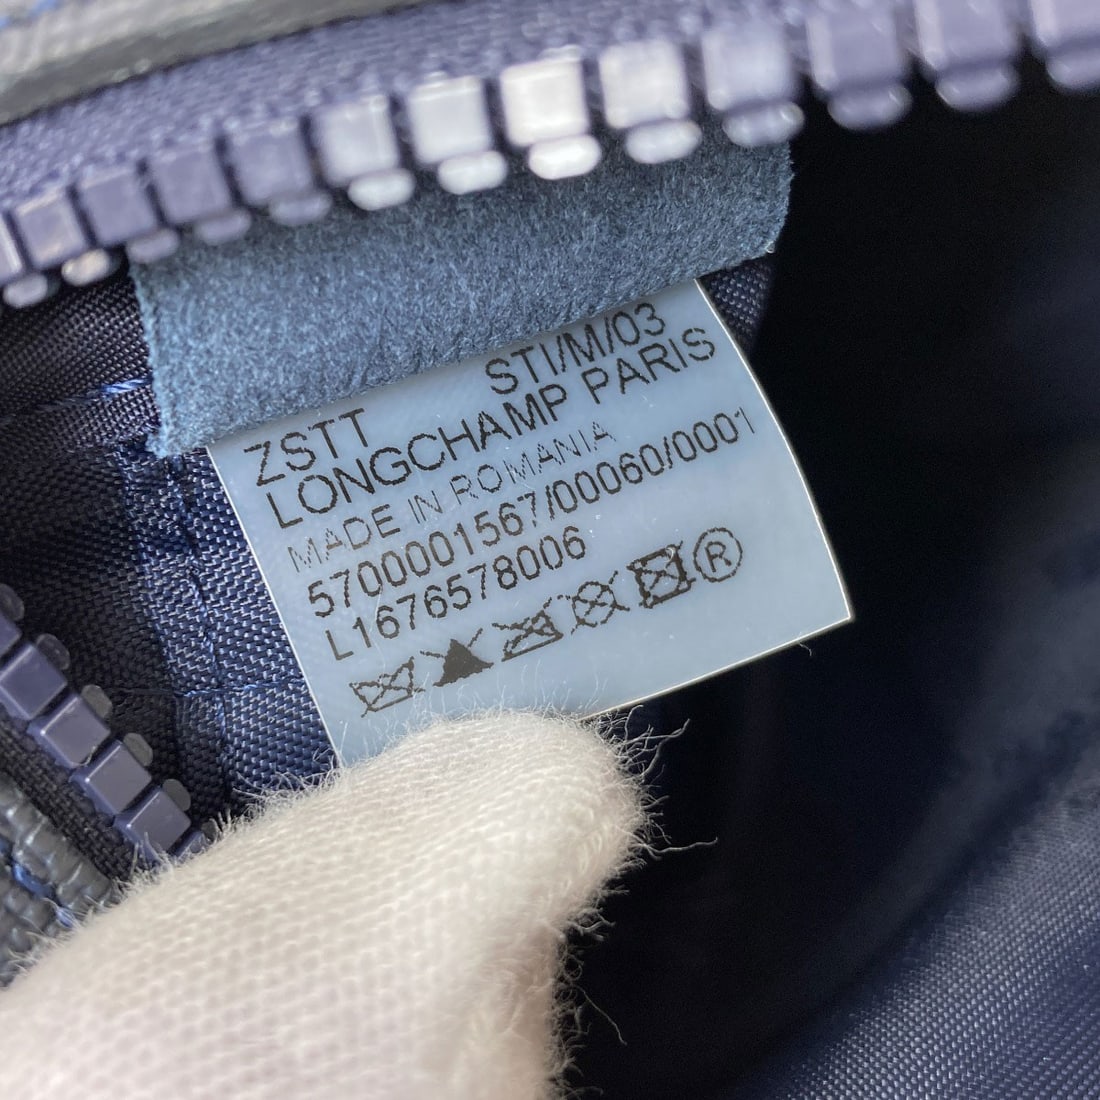 ZSTT STI/M/03
LONGCHAMP PARIS
MADE IN ROMANIA
5700001567/00060/0001
L1676578006
®